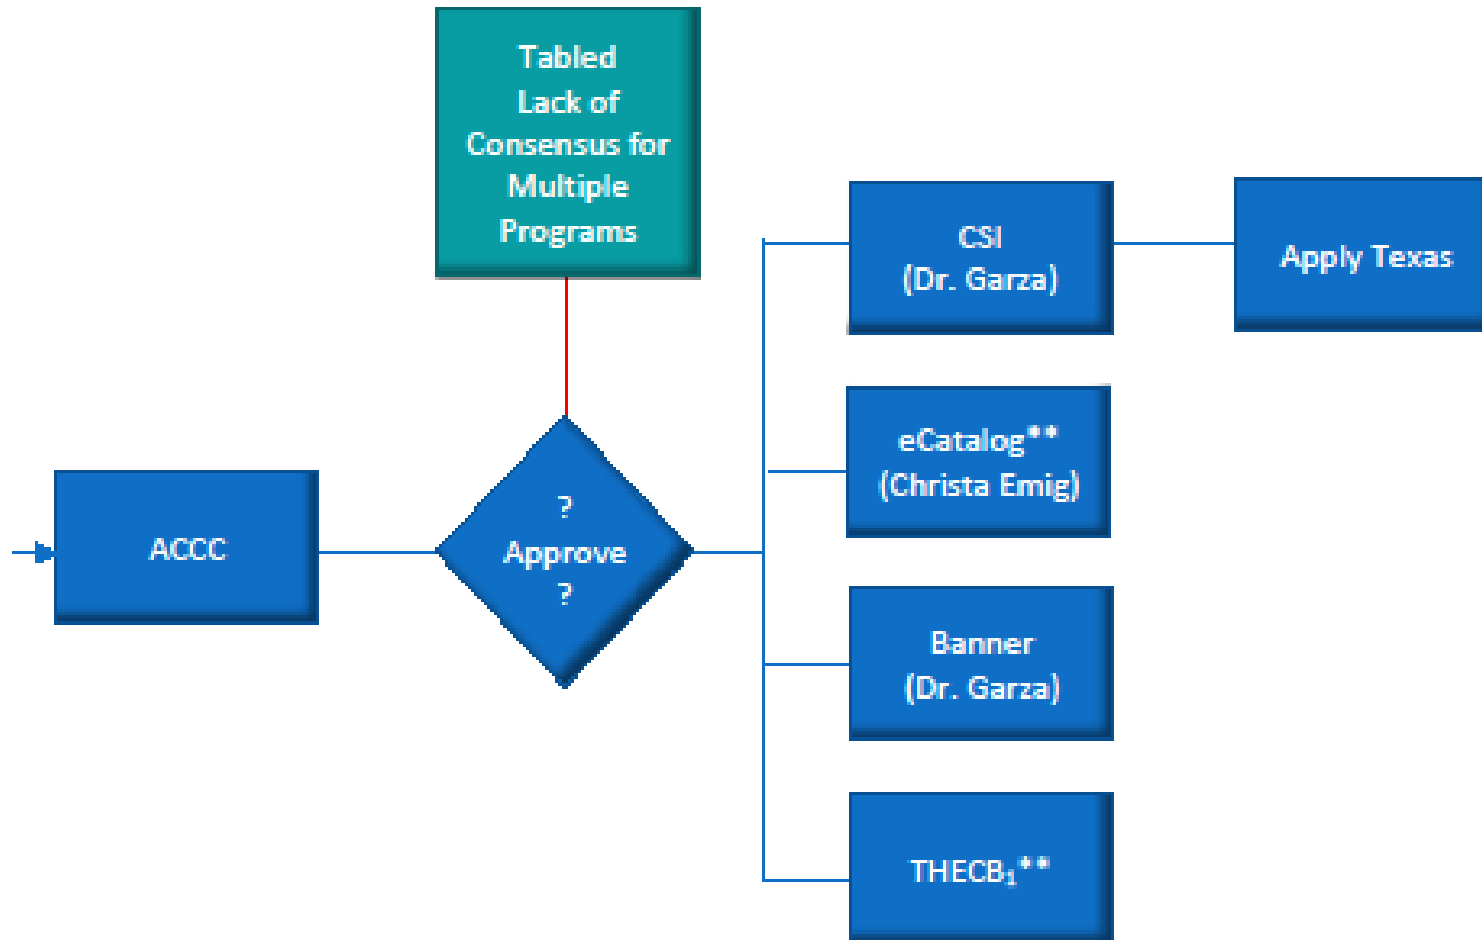 Tabled
Lack of
Consensus for
Multiple
Programs
ACCC
?
Approve
?
CSI
(Dr. Garza)
Apply Texas
eCatalog**
(Christa Emig)
Banner
(Dr. Garza)
THECB₁**